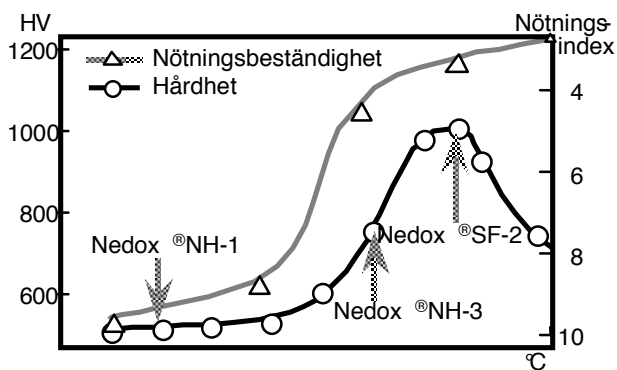 HV
Nötnings-
index
1200
1000
800
600
Nötningsbeständighet
Hårdhet
4
6
8
10
Nedox ®NH-1
Nedox ®SF-2
Nedox ®NH-3
°C